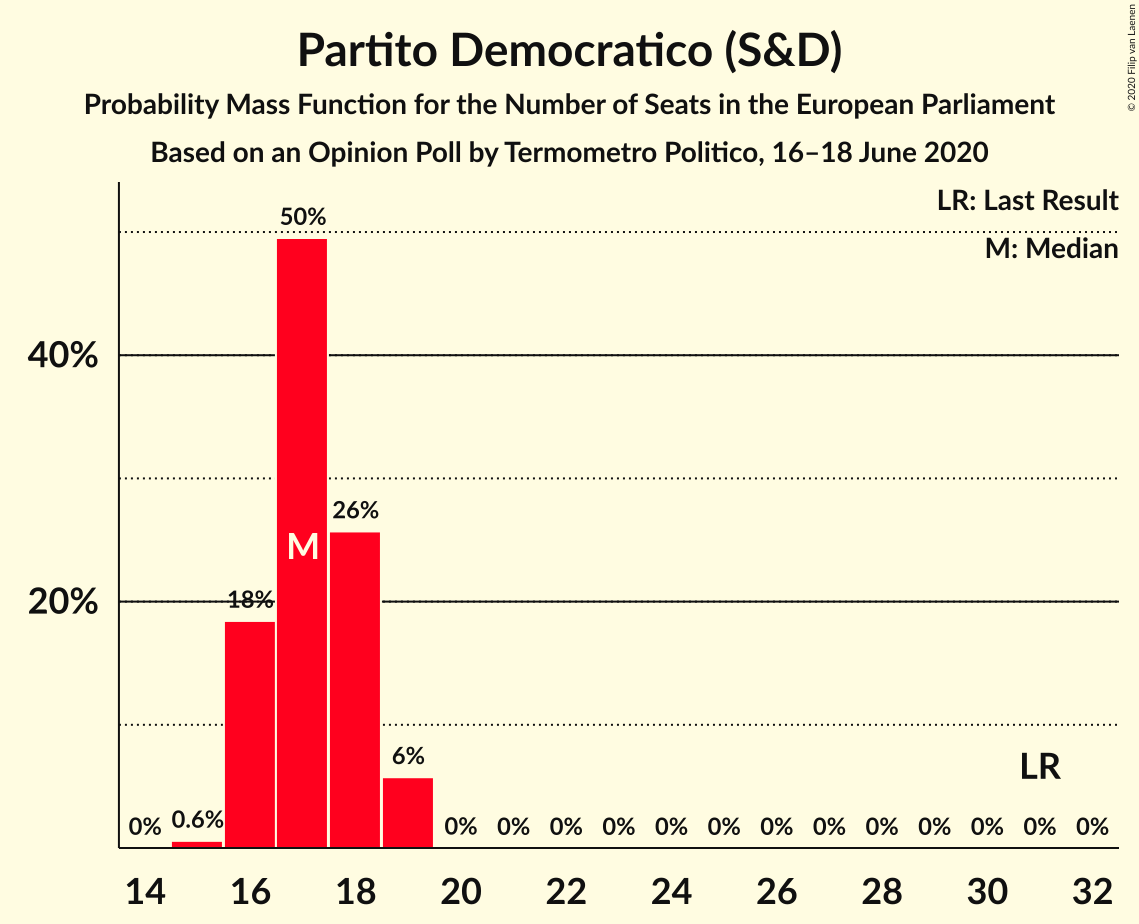 Partito Democratico (S&D)
Probability Mass Function for the Number of Seats in the European Parliament
Based on an Opinion Poll by Termometro Politico, 16–18 June 2020
© 2020 Filip van Laenen
LR: Last Result
M: Median
50%
40%
26%
M
20%
18%
6%
LR
0% 0.6% 0% 0% 0% 0% 0% 0% 0% 0% 0% 0% 0% 0% 0%
14 16 18 20 22 24 26 28 30 32